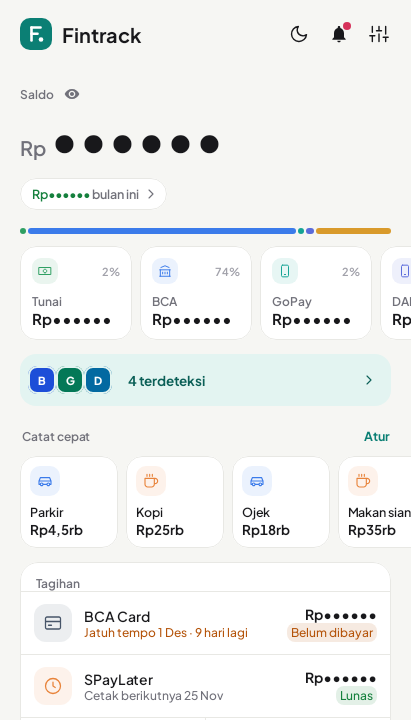 F.
Fintrack
Saldo
Rp ●●●●●●
Rp●●●●●● bulan ini
2%
Tunai
Rp●●●●●●
74%
BCA
Rp●●●●●●
2%
GoPay
Rp●●●●●●
DA
Rp
B G D 4 terdeteksi
Catat cepat
Atur
Parkir
Rp4,5rb
Kopi
Rp25rb
Ojek
Rp18rb
Makan sian
Rp35rb
Tagihan
BCA Card
Rp●●●●●●
Jatuh tempo 1 Des · 9 hari lagi
Belum dibayar
SPayLater
Rp●●●●●●
Cetak berikutnya 25 Nov
Lunas